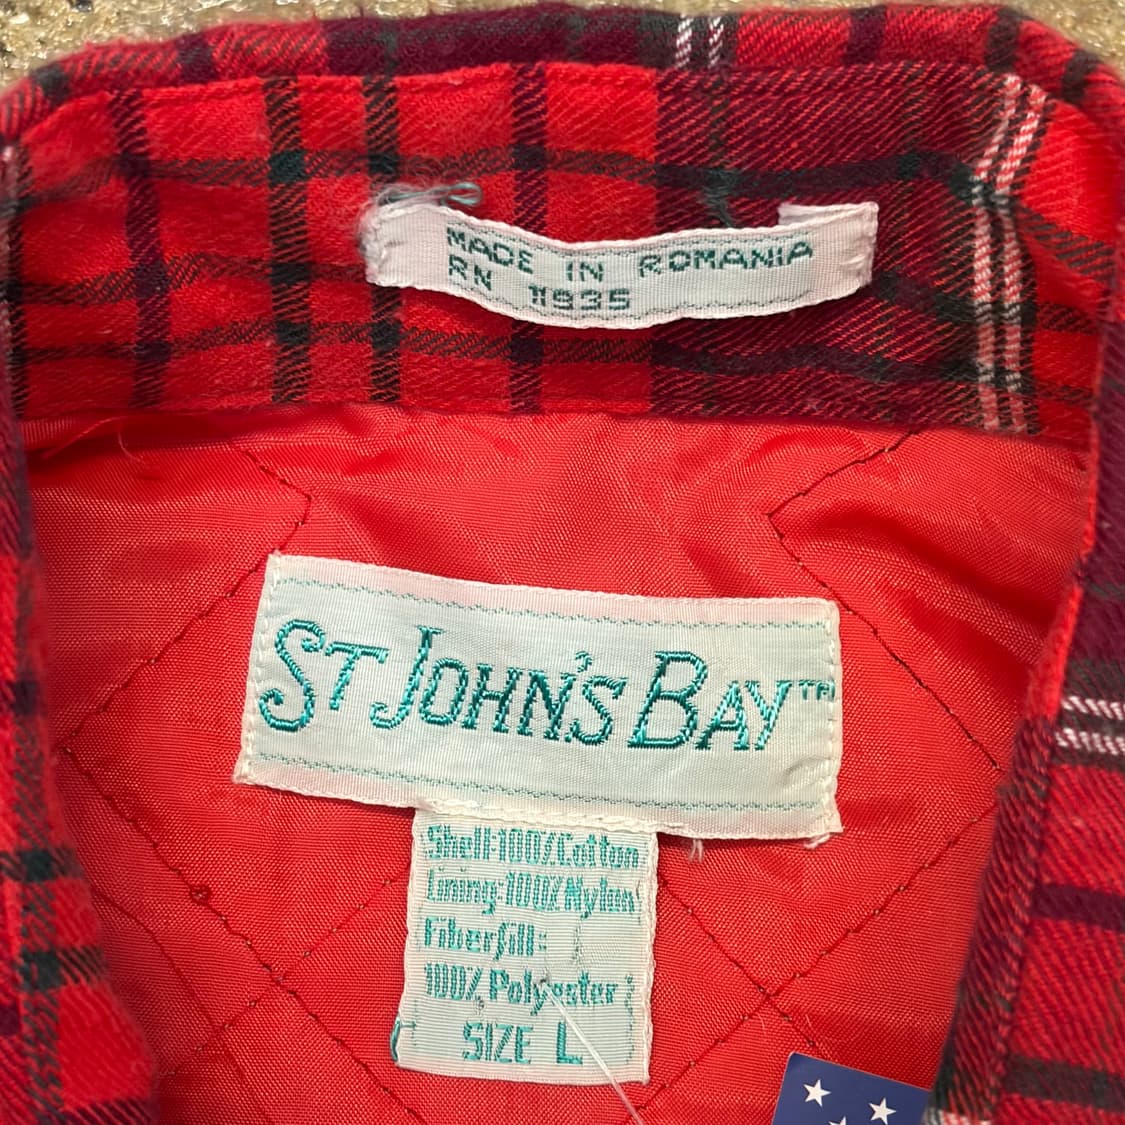 MADE IN ROMANIA
RN 11935
ST JOHN'S BAY™
Shell:100%Cotton
Lining:100%Nylon
Fiberfill:
100% Polyester
SIZE L